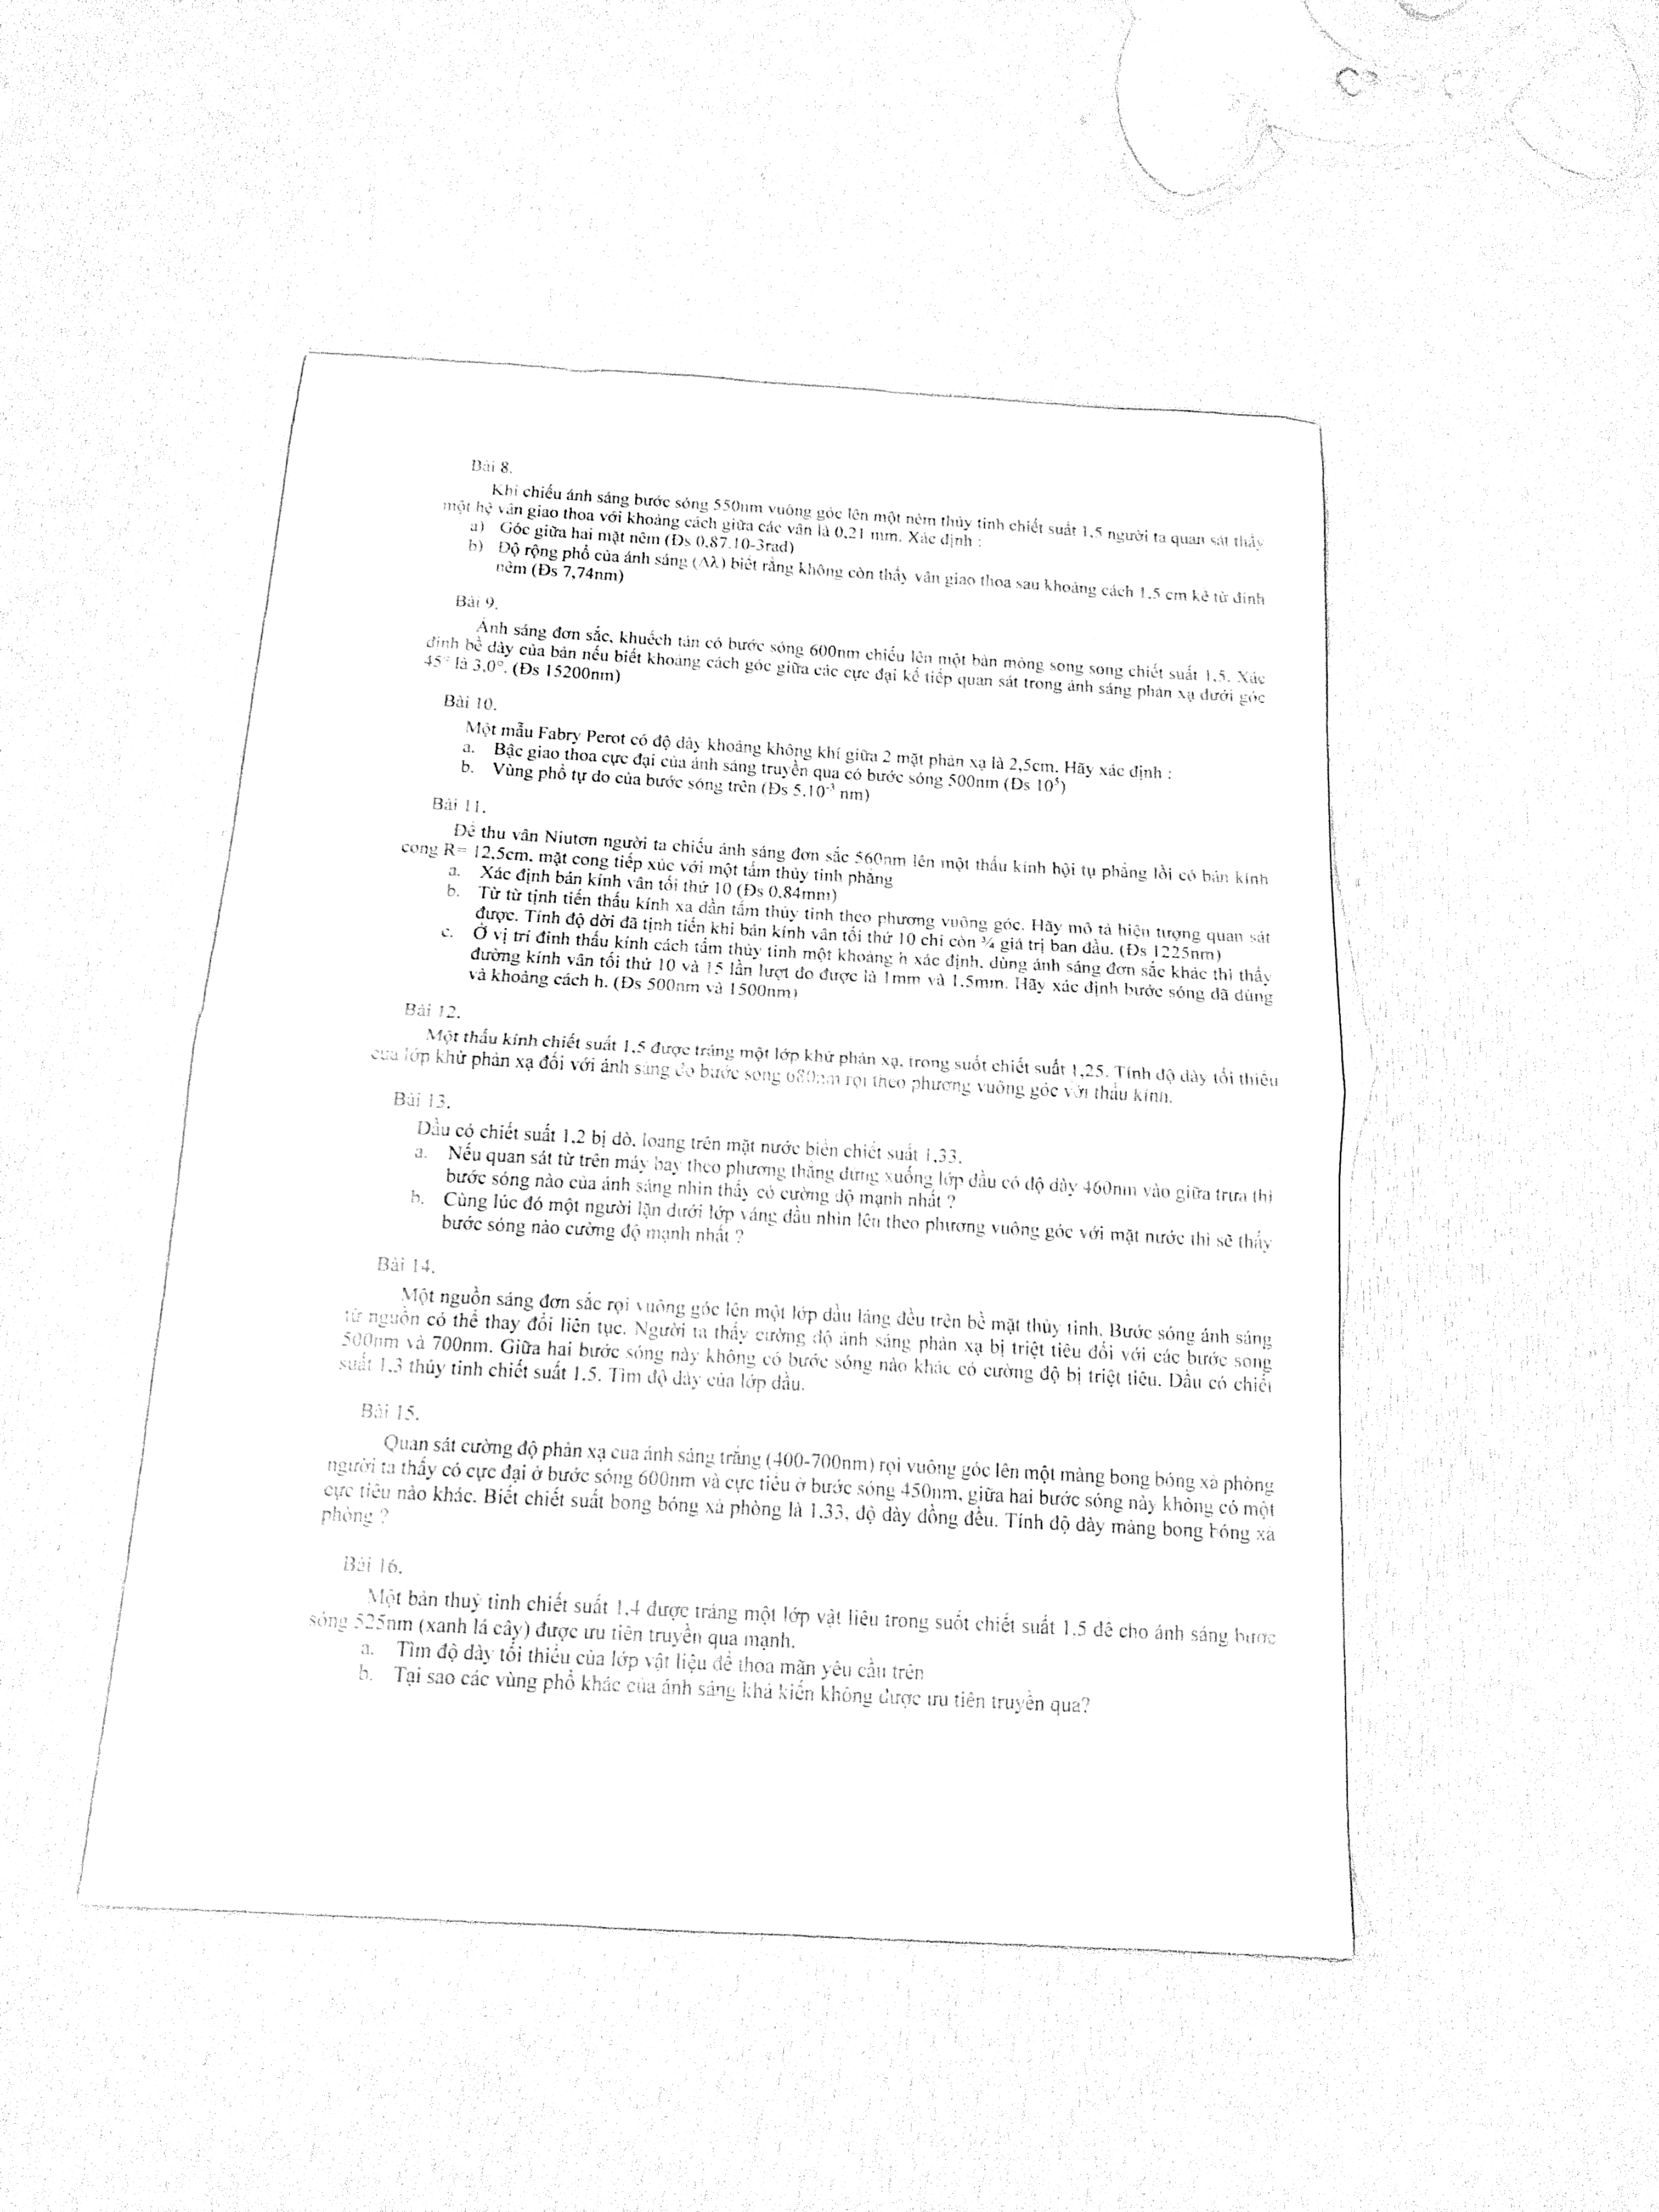 Bài 8.
Khi chiếu ánh sáng bước sóng 550nm vuông góc lên một nêm thủy tinh chiết suất 1,5 người ta quan sát thấy
một hệ vân giao thoa với khoảng cách giữa các vân là 0,21 mm. Xác định :
a) Góc giữa hai mặt nêm (Đs 0,87.10-3rad)
b) Độ rộng phổ của ánh sáng (Δλ) biết rằng không còn thấy vân giao thoa sau khoảng cách 1,5 cm kể từ đỉnh
nêm (Đs 7,74nm)
Bài 9.
Ánh sáng đơn sắc, khuếch tán có bước sóng 600nm chiếu lên một bản mỏng song song chiết suất 1,5. Xác
định bề dày của bản nếu biết khoảng cách góc giữa các cực đại kế tiếp quan sát trong ánh sáng phản xạ dưới góc
45° là 3,0°. (Đs 15200nm)
Bài 10.
Một mẫu Fabry Perot có độ dày khoảng không khí giữa 2 mặt phản xạ là 2,5cm. Hãy xác định :
a. Bậc giao thoa cực đại của ánh sáng truyền qua có bước sóng 500nm (Đs 10⁵)
b. Vùng phổ tự do của bước sóng trên (Đs 5.10⁻³ nm)
Bài 11.
Để thu vân Niutơn người ta chiếu ánh sáng đơn sắc 560nm lên một thấu kính hội tụ phẳng lồi có bán kính
cong R= 12,5cm, mặt cong tiếp xúc với một tấm thủy tinh phẳng
a. Xác định bán kính vân tối thứ 10 (Đs 0,84mm)
b. Từ từ tịnh tiến thấu kính xa dần tấm thủy tinh theo phương vuông góc. Hãy mô tả hiện tượng quan sát
được. Tính độ dời đã tịnh tiến khi bán kính vân tối thứ 10 chỉ còn ¾ giá trị ban đầu. (Đs 1225nm)
c. Ở vị trí đỉnh thấu kính cách tấm thủy tinh một khoảng h xác định, dùng ánh sáng đơn sắc khác thì thấy
đường kính vân tối thứ 10 và 15 lần lượt đo được là 1mm và 1.5mm. Hãy xác định bước sóng đã dùng
và khoảng cách h. (Đs 500nm và 1500nm)
Bài 12.
Một thấu kính chiết suất 1,5 được tráng một lớp khử phản xạ, trong suốt chiết suất 1,25. Tính độ dày tối thiểu
của lớp khử phản xạ đối với ánh sáng đỏ bước sóng 680nm rọi theo phương vuông góc với thấu kính.
Bài 13.
Dầu có chiết suất 1,2 bị dò, loang trên mặt nước biển chiết suất 1,33.
a. Nếu quan sát từ trên máy bay theo phương thẳng đứng xuống lớp dầu có độ dày 460nm vào giữa trưa thì
bước sóng nào của ánh sáng nhìn thấy có cường độ mạnh nhất ?
b. Cùng lúc đó một người lặn dưới lớp váng dầu nhìn lên theo phương vuông góc với mặt nước thì sẽ thấy
bước sóng nào cường độ mạnh nhất ?
Bài 14.
Một nguồn sáng đơn sắc rọi vuông góc lên một lớp dầu láng đều trên bề mặt thủy tinh. Bước sóng ánh sáng
từ nguồn có thể thay đổi liên tục. Người ta thấy cường độ ánh sáng phản xạ bị triệt tiêu đối với các bước sóng
500nm và 700nm. Giữa hai bước sóng này không có bước sóng nào khác có cường độ bị triệt tiêu. Dầu có chiết
suất 1.3 thủy tinh chiết suất 1.5. Tìm độ dày của lớp dầu.
Bài 15.
Quan sát cường độ phản xạ của ánh sáng trắng (400-700nm) rọi vuông góc lên một màng bong bóng xà phòng
người ta thấy có cực đại ở bước sóng 600nm và cực tiểu ở bước sóng 450nm, giữa hai bước sóng này không có một
cực tiểu nào khác. Biết chiết suất bong bóng xà phòng là 1.33, độ dày đồng đều. Tính độ dày màng bong bóng xà
phòng ?
Bài 16.
Một bản thuỷ tinh chiết suất 1.4 được tráng một lớp vật liệu trong suốt chiết suất 1.5 để cho ánh sáng bước
sóng 525nm (xanh lá cây) được ưu tiên truyền qua mạnh.
a. Tìm độ dày tối thiểu của lớp vật liệu để thỏa mãn yêu cầu trên
b. Tại sao các vùng phổ khác của ánh sáng khả kiến không được ưu tiên truyền qua?